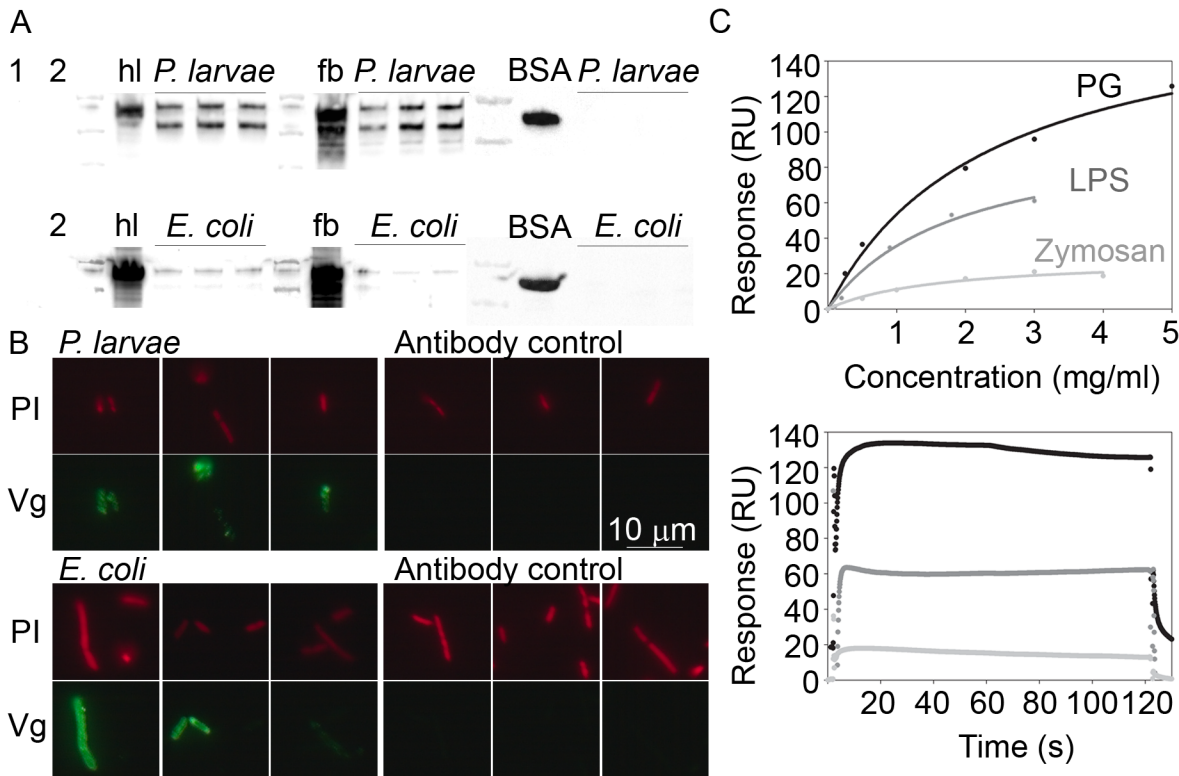 A
1 2 hl P. larvae fb P. larvae BSA P. larvae
2 hl E. coli fb E. coli BSA E. coli
B P. larvae Antibody control
PI
Vg
10 μm
E. coli Antibody control
PI
Vg
C
140
120
100
80
60
40
20
0
Response (RU)
PG
LPS
Zymosan
1 2 3 4 5
Concentration (mg/ml)
140
120
100
80
60
40
20
0
Response (RU)
20 40 60 80 100 120
Time (s)